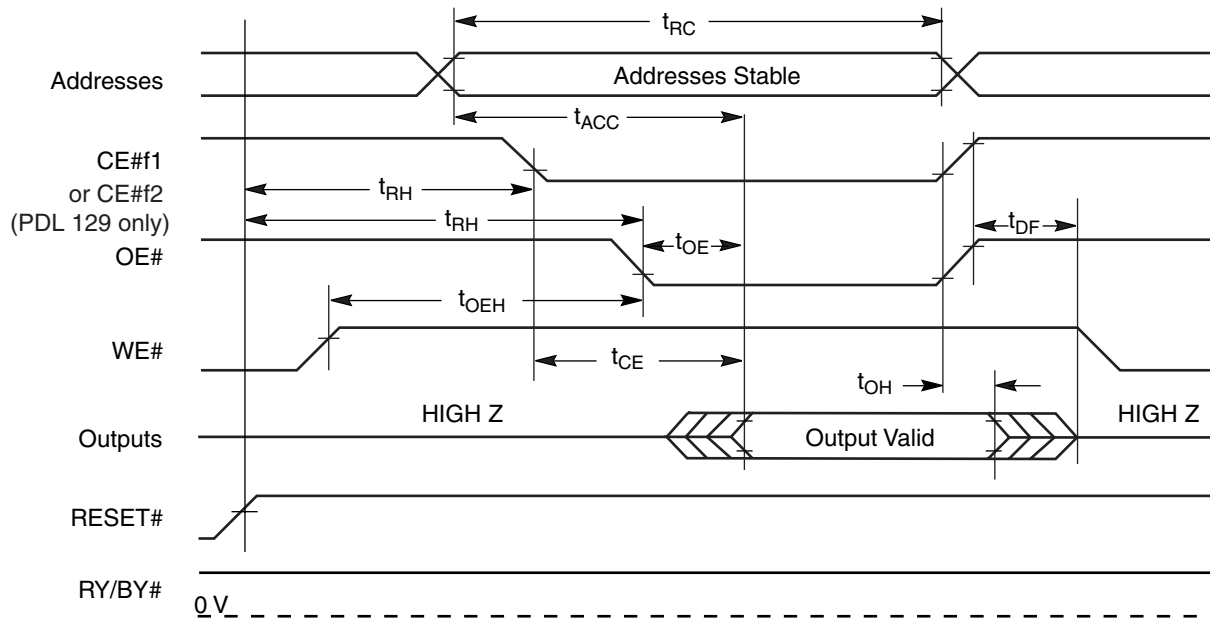 tRC
Addresses
Addresses Stable
tACC
CE#f1
or CE#f2
(PDL 129 only)
tRH
tRH
tDF
OE#
tOE
tOEH
WE#
tCE
tOH
HIGH Z
HIGH Z
Outputs
Output Valid
RESET#
RY/BY#
0 V